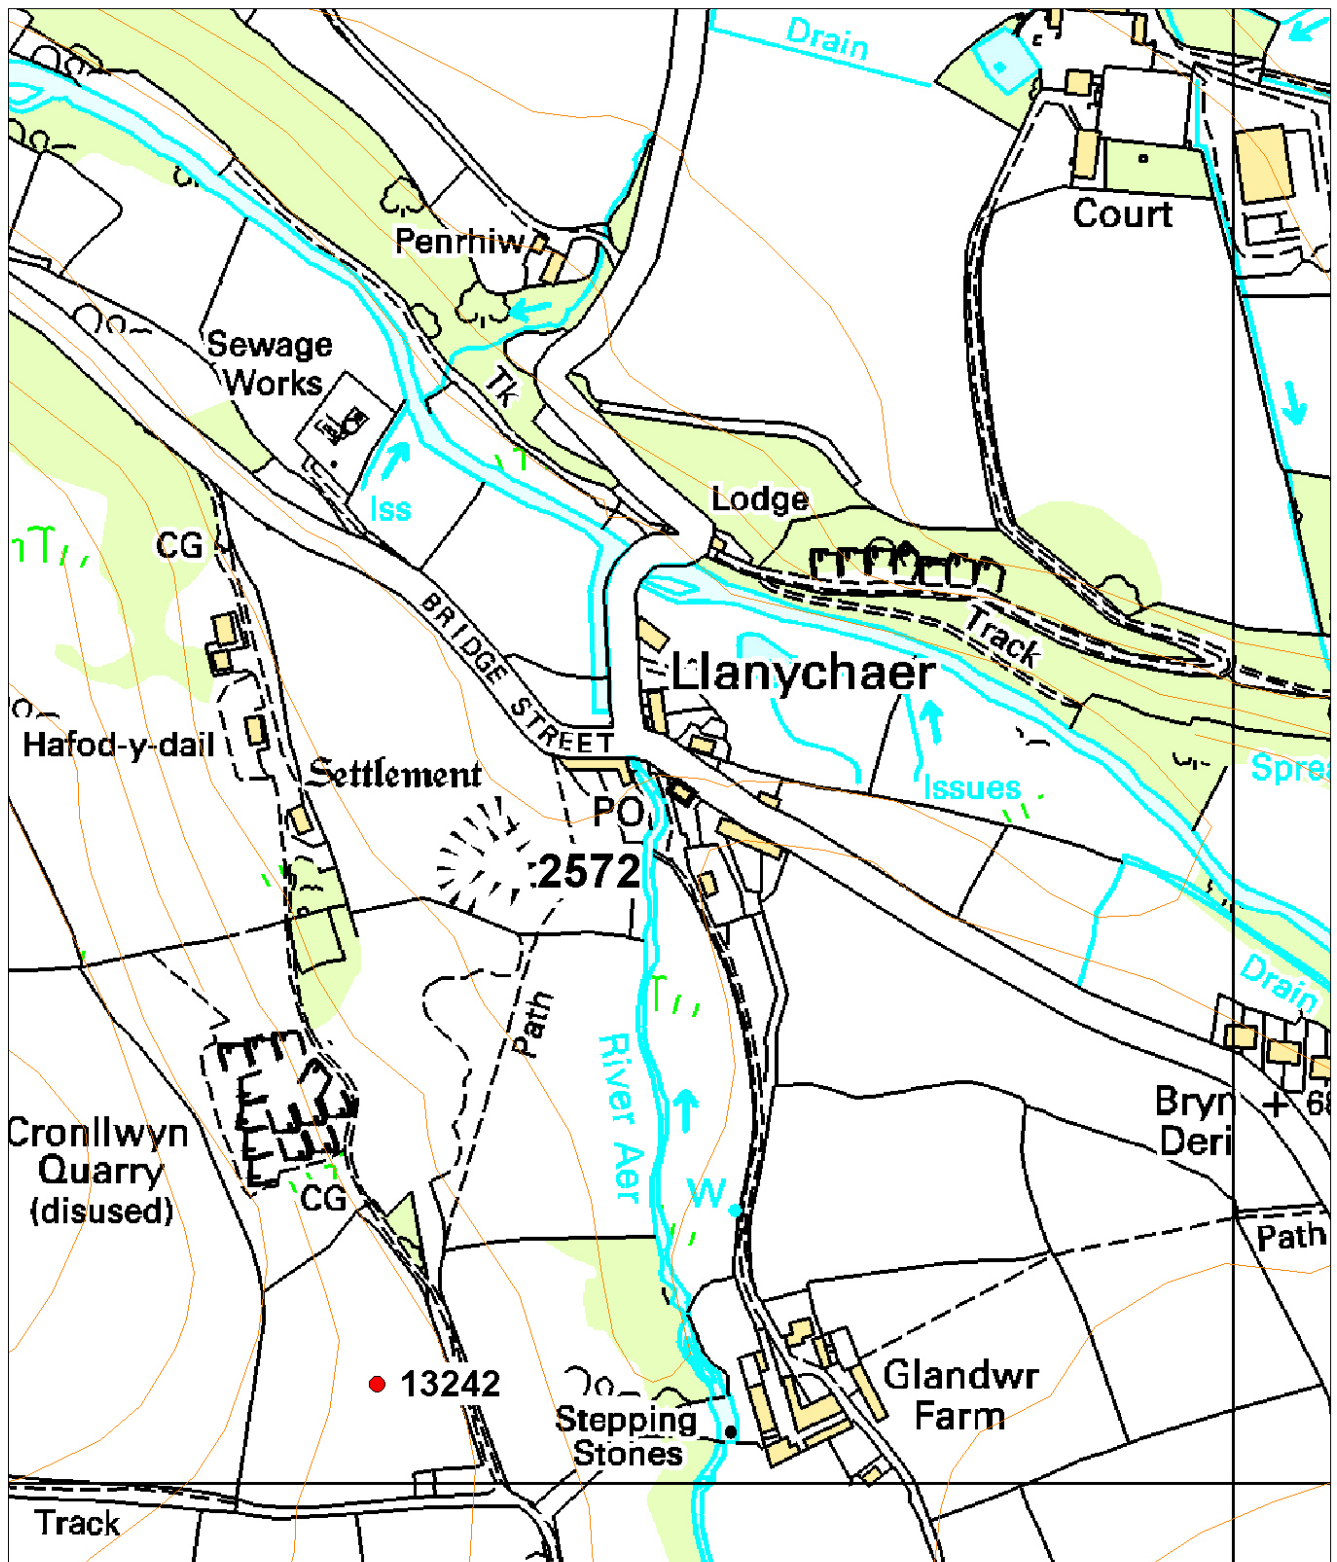 Drain
Court
Penrhiw
Sewage
Works
Tk
Iss
Lodge
CG
BRIDGE STREET
Track
Llanychaer
Hafod-y-dail
Settlement
Issues
PO
2572
Drain
Path
River Aer
Bryn
Deri
Cronllwyn
Quarry
(disused)
CG
W
Path
13242
Glandwr
Farm
Stepping
Stones
Track